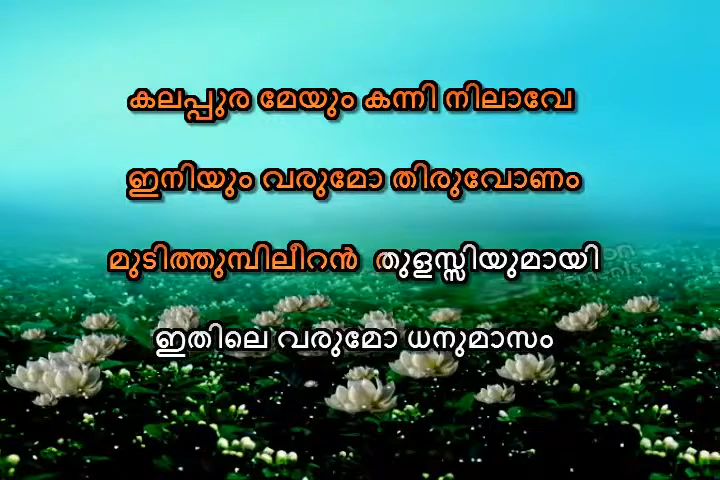 കലപ്പുര മേയും കന്നി നിലാവേ
ഇനിയും വരുമോ തിരുവോണം
മുടിത്തുമ്പിലീറൻ തുളസ്സിയുമായി
ഇതിലെ വരുമോ ധനുമാസം